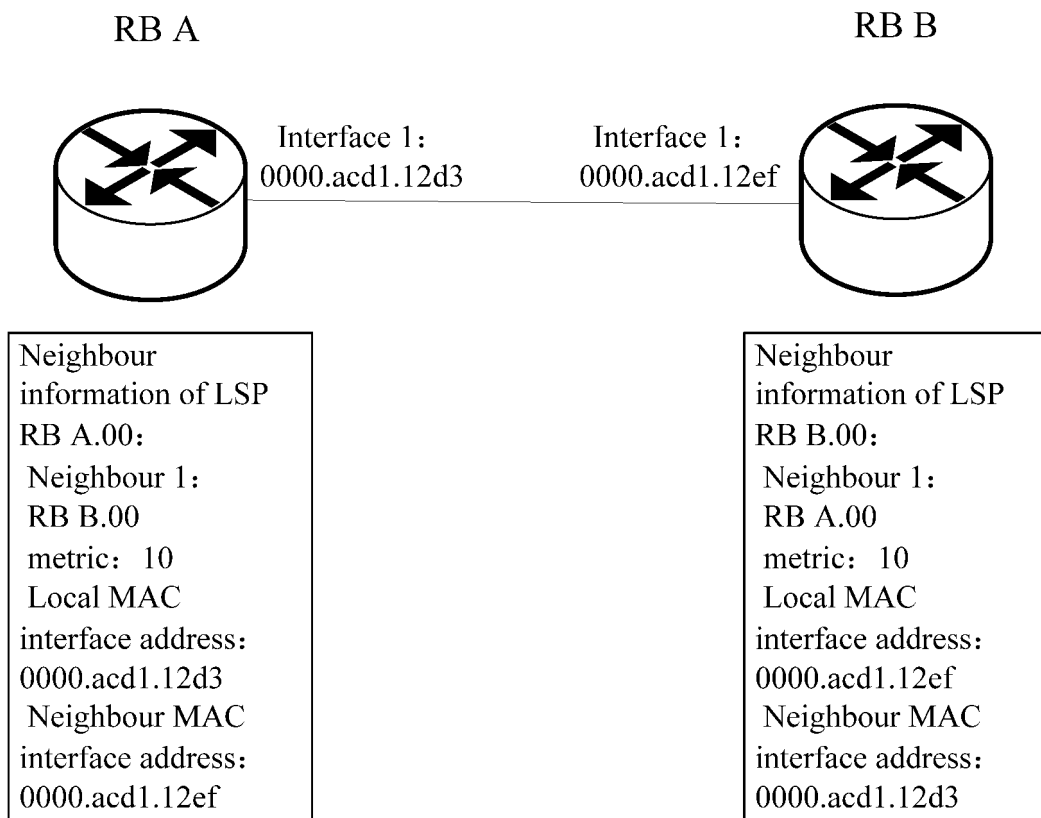 RB A
RB B
Interface 1：
0000.acd1.12d3
Interface 1：
0000.acd1.12ef
Neighbour
information of LSP
RB A.00：
Neighbour 1：
RB B.00
metric：10
Local MAC
interface address：
0000.acd1.12d3
Neighbour MAC
interface address：
0000.acd1.12ef
Neighbour
information of LSP
RB B.00：
Neighbour 1：
RB A.00
metric：10
Local MAC
interface address：
0000.acd1.12ef
Neighbour MAC
interface address：
0000.acd1.12d3